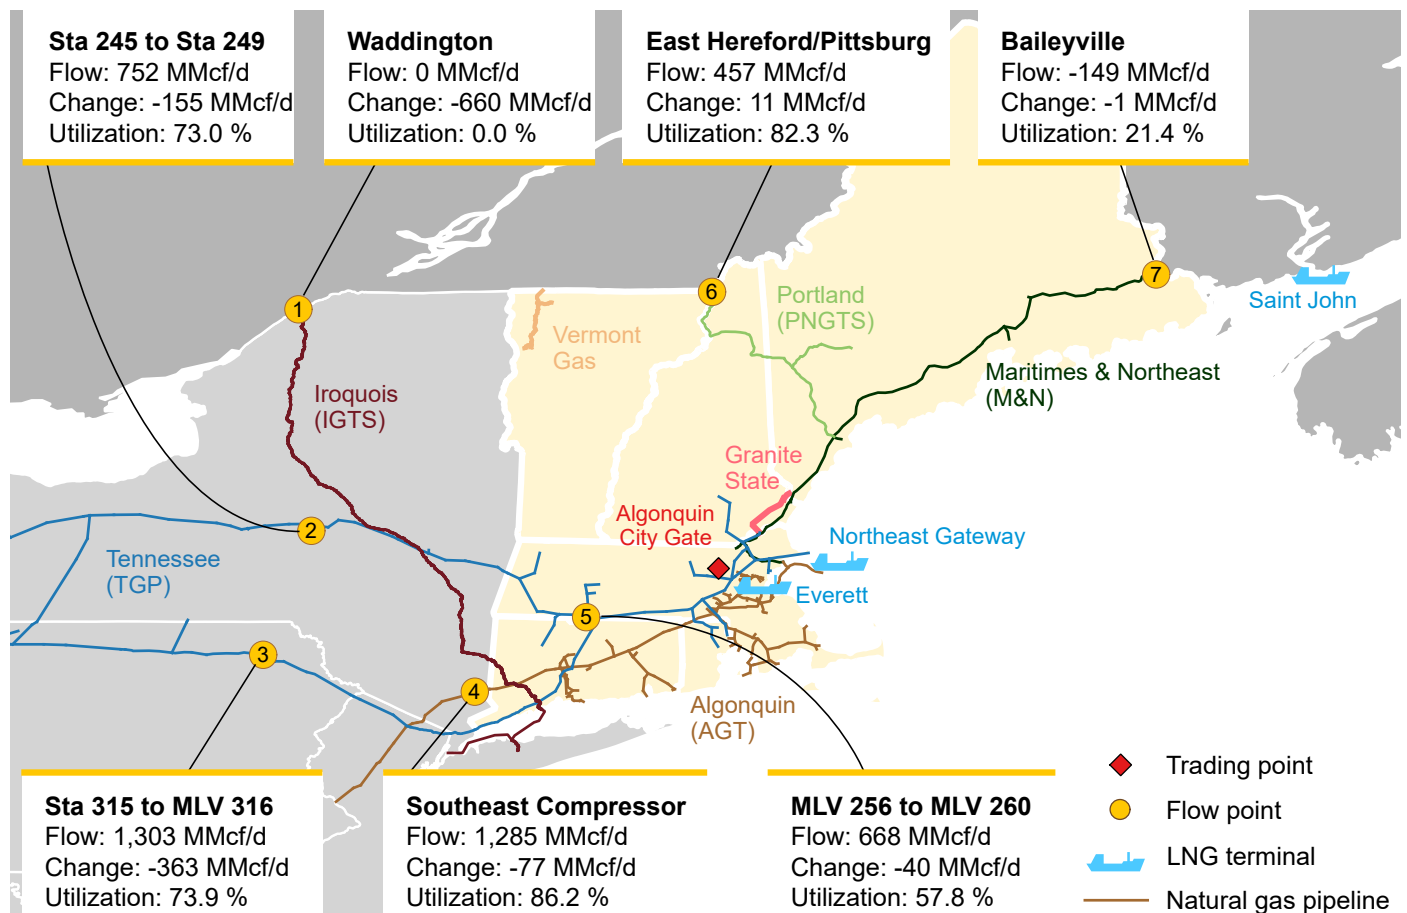 Sta 245 to Sta 249
Flow: 752 MMcf/d
Change: -155 MMcf/d
Utilization: 73.0 %
Waddington
Flow: 0 MMcf/d
Change: -660 MMcf/d
Utilization: 0.0 %
East Hereford/Pittsburg
Flow: 457 MMcf/d
Change: 11 MMcf/d
Utilization: 82.3 %
Baileyville
Flow: -149 MMcf/d
Change: -1 MMcf/d
Utilization: 21.4 %
7
6
1
Saint John
Portland
(PNGTS)
Vermont
Gas
Maritimes & Northeast
(M&N)
Iroquois
(IGTS)
Granite
State
Algonquin
City Gate
2
Northeast Gateway
Tennessee
(TGP)
Everett
5
3
4
Algonquin
(AGT)
Sta 315 to MLV 316
Flow: 1,303 MMcf/d
Change: -363 MMcf/d
Utilization: 73.9 %
Southeast Compressor
Flow: 1,285 MMcf/d
Change: -77 MMcf/d
Utilization: 86.2 %
MLV 256 to MLV 260
Flow: 668 MMcf/d
Change: -40 MMcf/d
Utilization: 57.8 %
Trading point
Flow point
LNG terminal
Natural gas pipeline